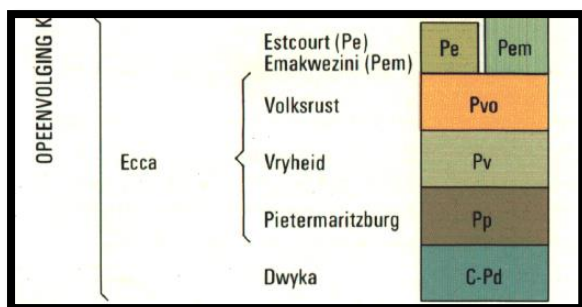 OPEENVOLGING K
Estcourt (Pe)
Emakwezini (Pem)
Pe
Pem
Volksrust
Pvo
Ecca
Vryheid
Pv
Pietermaritzburg
Pp
Dwyka
C-Pd